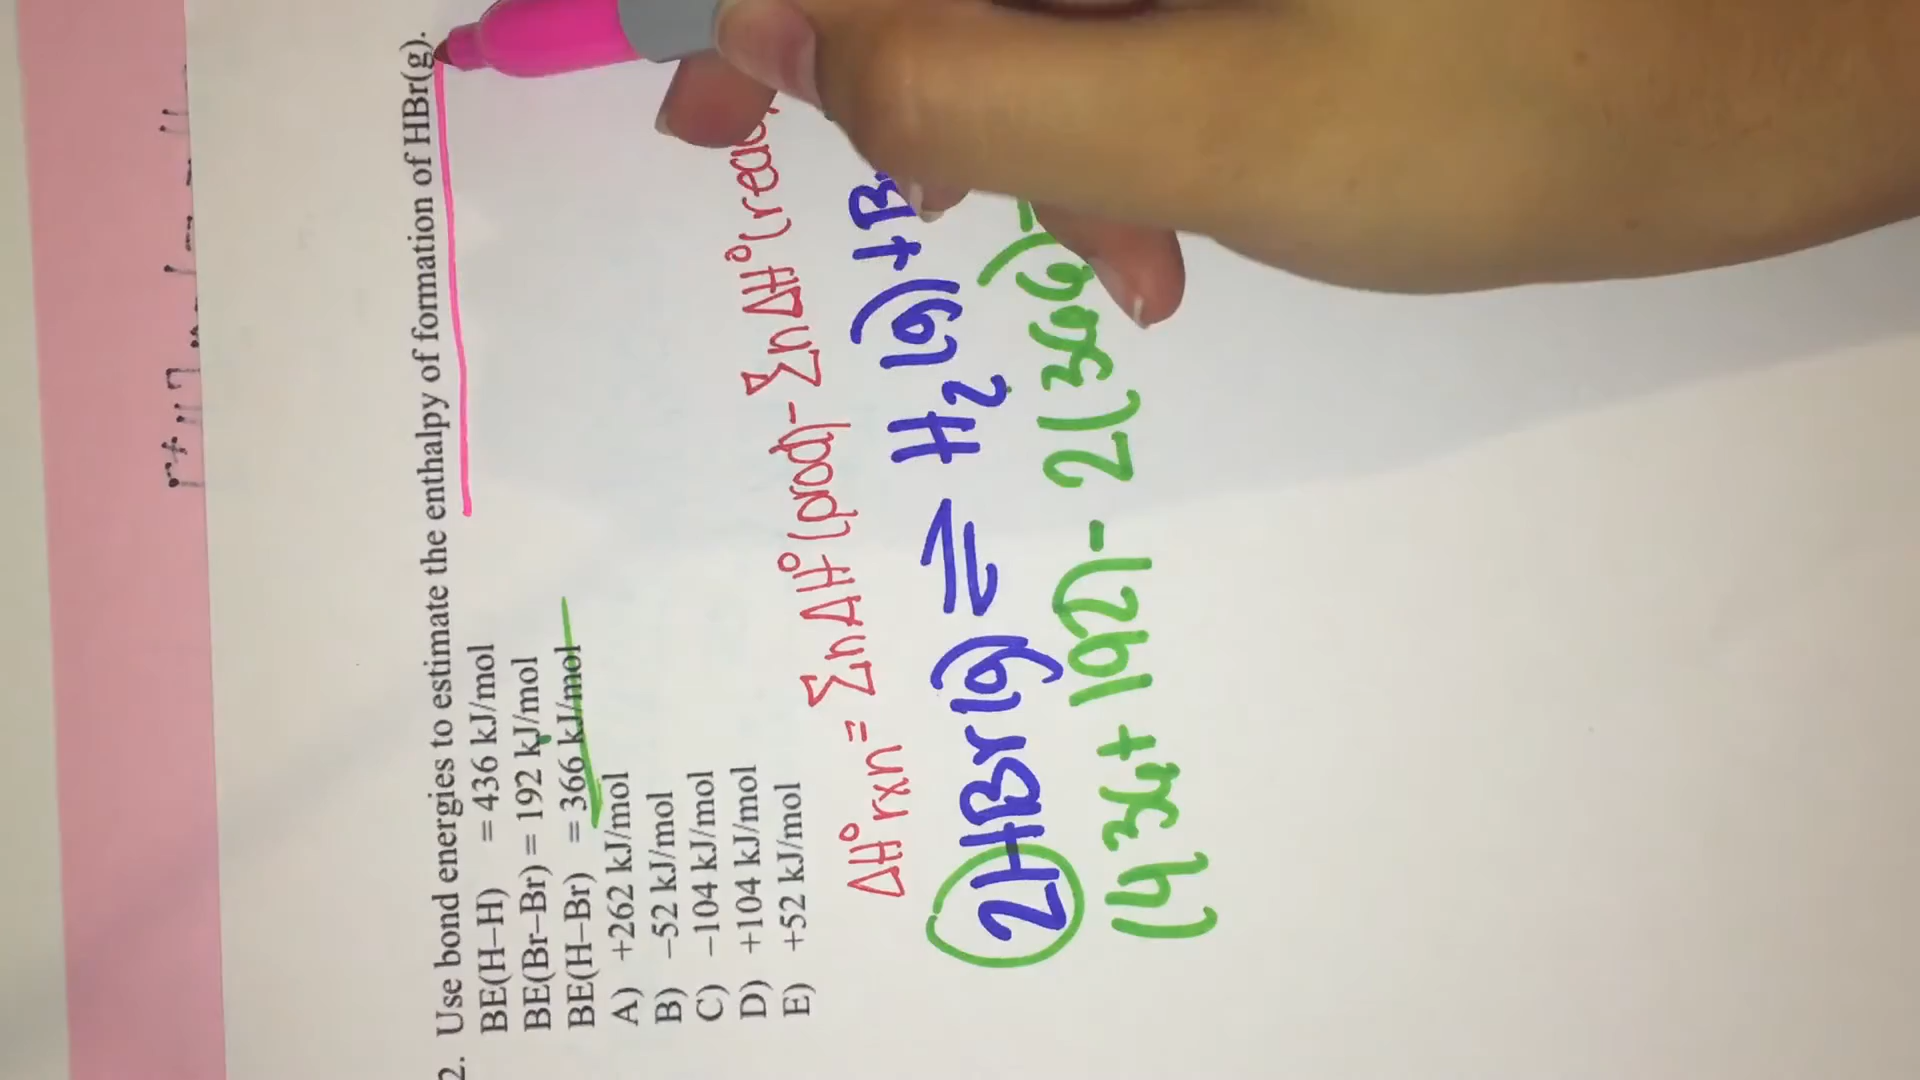 2. Use bond energies to estimate the enthalpy of formation of HBr(g).
BE(H–H) = 436 kJ/mol
BE(Br–Br) = 192 kJ/mol
BE(H–Br) = 366 kJ/mol
A) +262 kJ/mol
B) –52 kJ/mol
C) –104 kJ/mol
D) +104 kJ/mol
E) +52 kJ/mol
ΔH° rxn = ΣnΔH° (prod) - ΣnΔH° (reac
2HBr(g) ⇌ H₂(g) + B
(436 + 192) - 2(366)